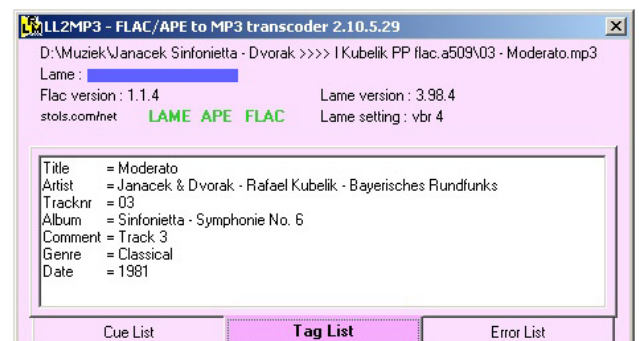 LL2MP3 - FLAC/APE to MP3 transcoder 2.10.5.29
D:\Muziek\Janacek Sinfonietta - Dvorak >>>> I Kubelik PP flac.a509\03 - Moderato.mp3
Lame :
Flac version : 1.1.4 Lame version : 3.98.4
stols.com/net LAME APE FLAC Lame setting : vbr 4
Title = Moderato
Artist = Janacek & Dvorak - Rafael Kubelik - Bayerisches Rundfunks
Tracknr = 03
Album = Sinfonietta - Symphonie No. 6
Comment = Track 3
Genre = Classical
Date = 1981
Cue List Tag List Error List